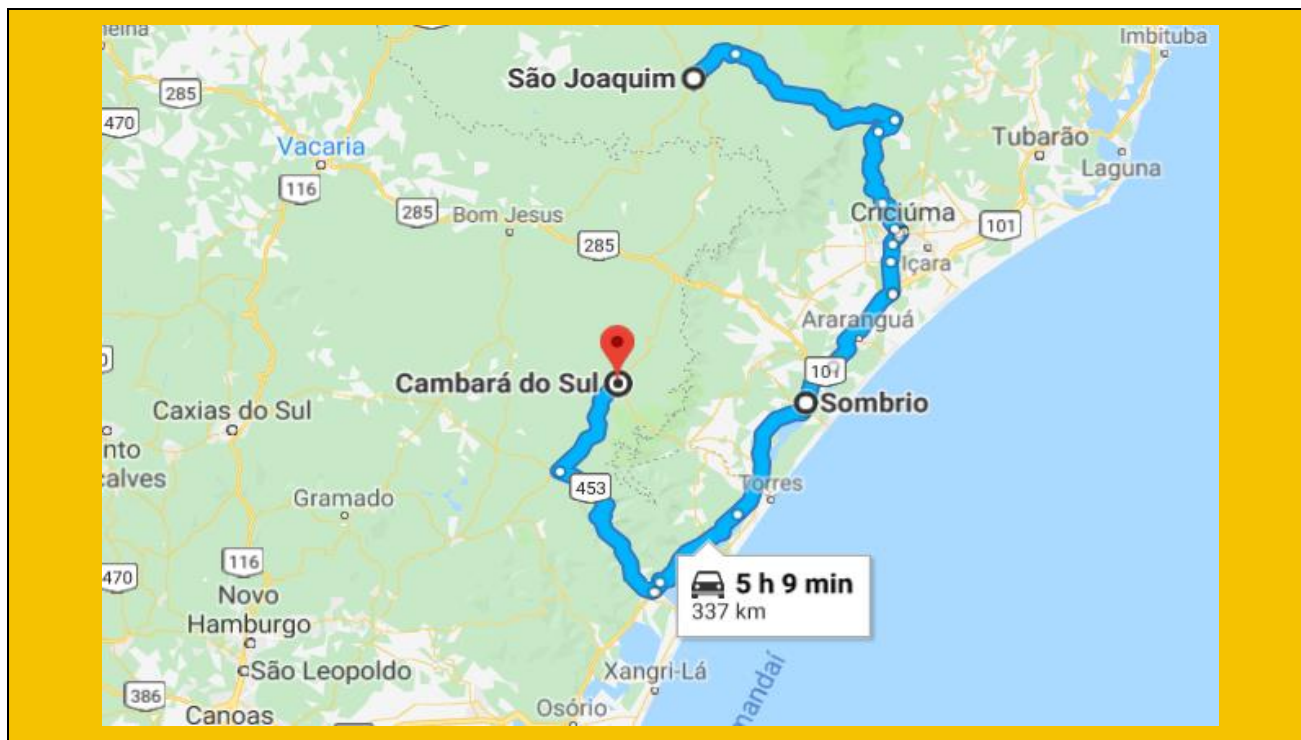 Imbituba
São Joaquim
285
470
Tubarão
Vacaria
Laguna
116
285
Bom Jesus
Criciúma
101
285
Içara
Araranguá
101
Cambará do Sul
Sombrio
Caxias do Sul
453
Torres
Gramado
116
5 h 9 min
337 km
470
Novo
Hamburgo
São Leopoldo
Xangri-Lá
386
Osório
Canoas